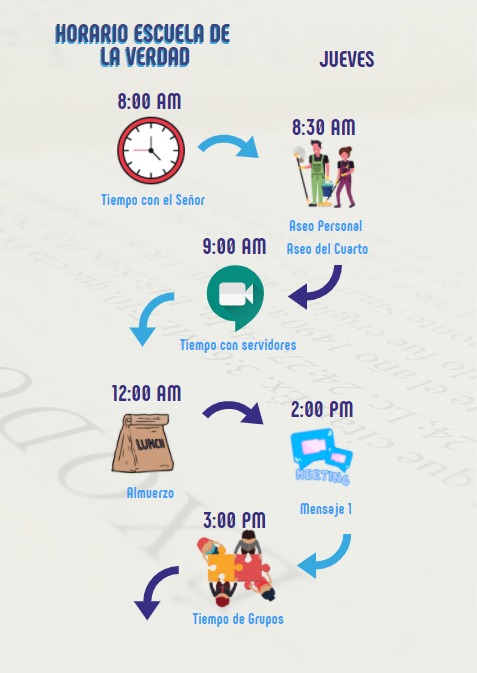 HORARIO ESCUELA DE
LA VERDAD
JUEVES
8:00 AM
Tiempo con el Señor
8:30 AM
Aseo Personal
Aseo del Cuarto
9:00 AM
Tiempo con servidores
12:00 AM
LUNCH
Almuerzo
2:00 PM
MEETING
Mensaje 1
3:00 PM
Tiempo de Grupos